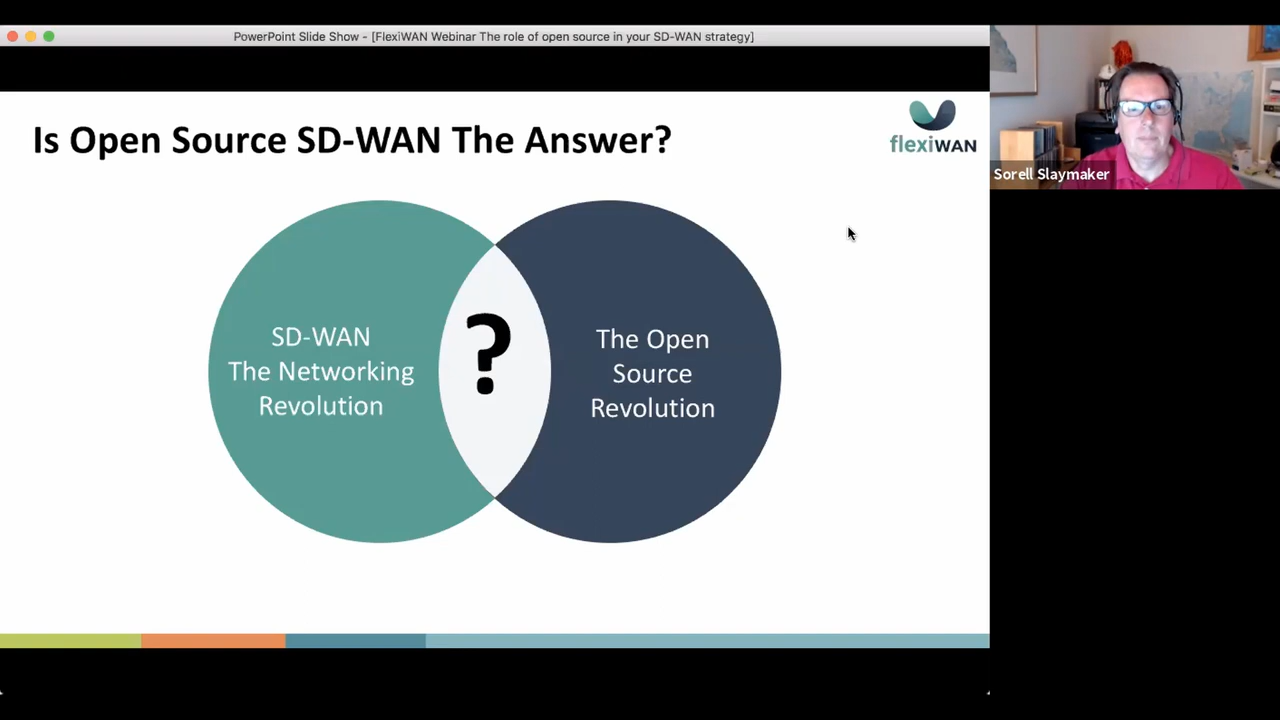 PowerPoint Slide Show - [FlexiWAN Webinar The role of open source in your SD-WAN strategy]
Is Open Source SD-WAN The Answer?
flexiWAN
Sorell Slaymaker
SD-WAN
The Networking
Revolution
?
The Open
Source
Revolution